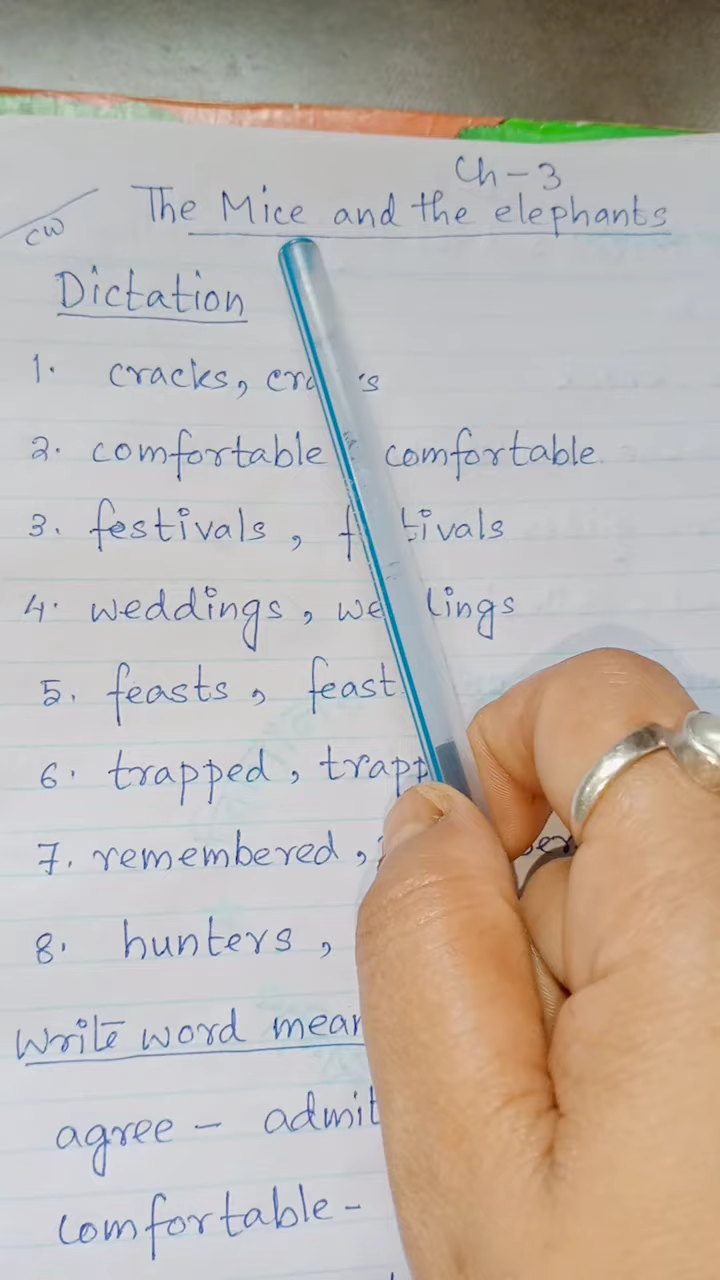 Ch-3
CW The Mice and the elephants
Dictation
1. cracks,
2. comfortable comfortable
3. festivals,
4. weddings,
5. feasts, feast
6. trapped,
7. remembered,
8. hunters,
Write word
agree - admit
comfortable -